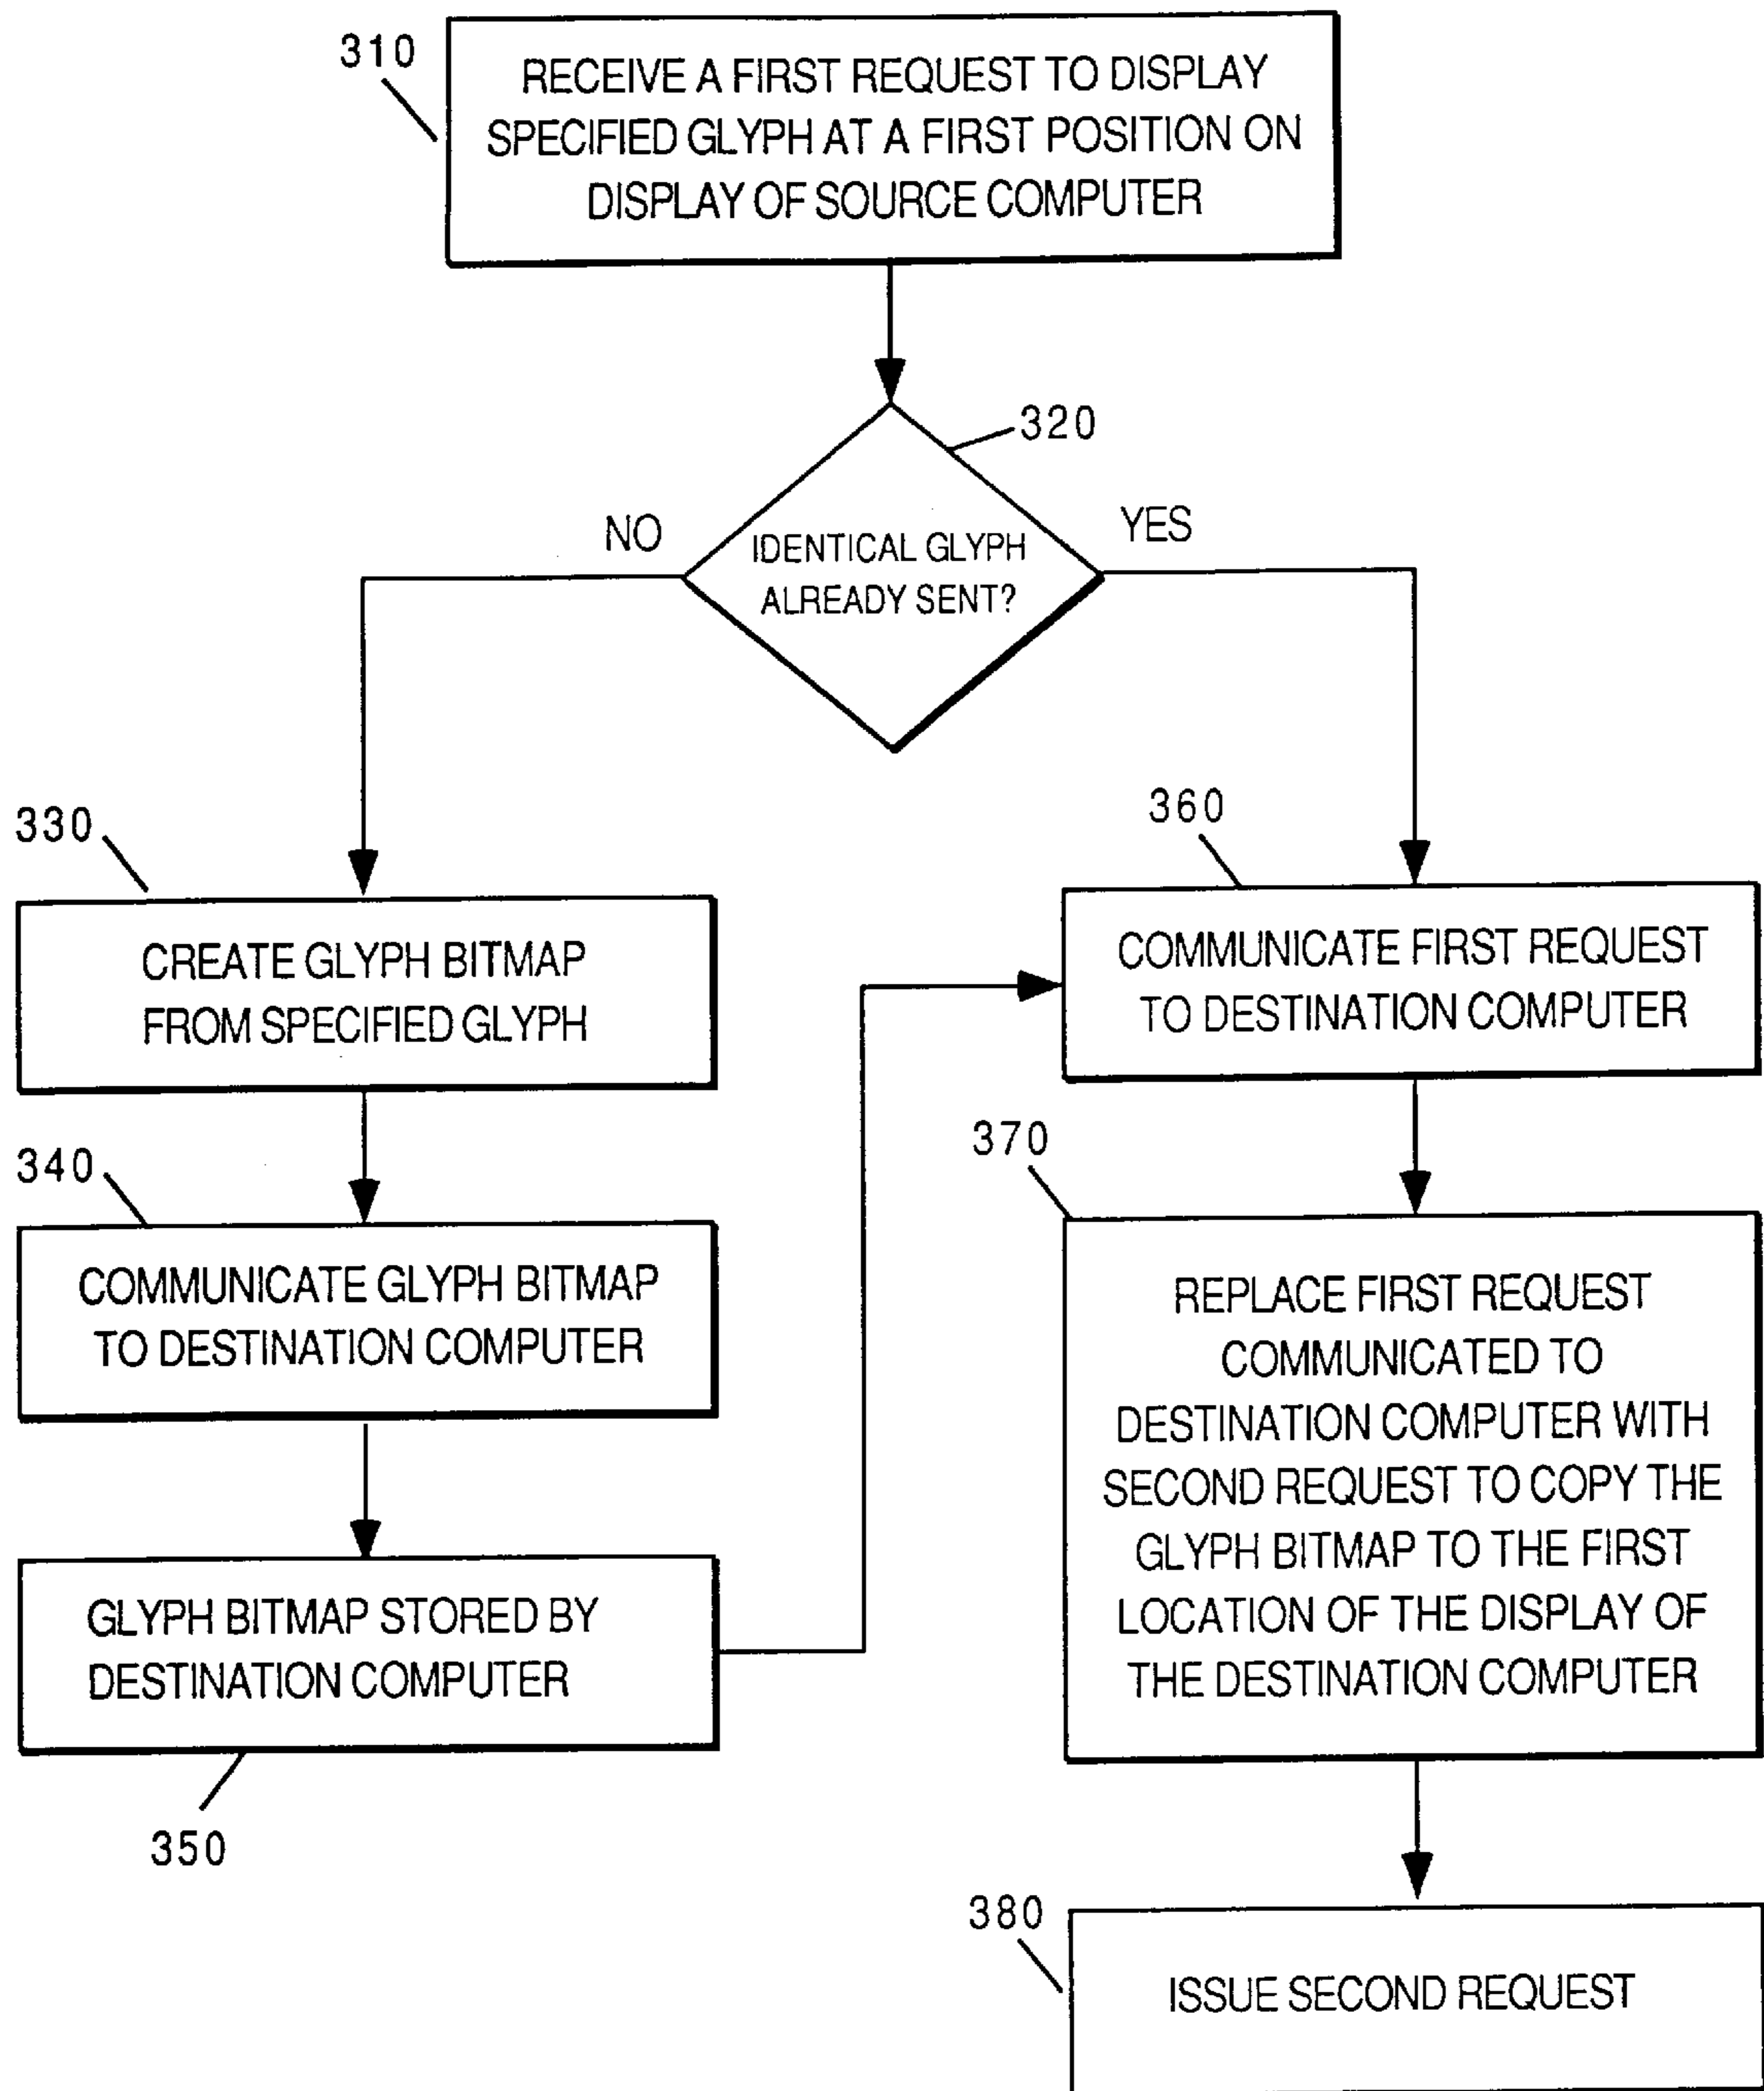 310
RECEIVE A FIRST REQUEST TO DISPLAY
SPECIFIED GLYPH AT A FIRST POSITION ON
DISPLAY OF SOURCE COMPUTER
320
NO
YES
IDENTICAL GLYPH
ALREADY SENT?
330
CREATE GLYPH BITMAP
FROM SPECIFIED GLYPH
340
COMMUNICATE GLYPH BITMAP
TO DESTINATION COMPUTER
GLYPH BITMAP STORED BY
DESTINATION COMPUTER
350
360
COMMUNICATE FIRST REQUEST
TO DESTINATION COMPUTER
370
REPLACE FIRST REQUEST
COMMUNICATED TO
DESTINATION COMPUTER WITH
SECOND REQUEST TO COPY THE
GLYPH BITMAP TO THE FIRST
LOCATION OF THE DISPLAY OF
THE DESTINATION COMPUTER
380
ISSUE SECOND REQUEST